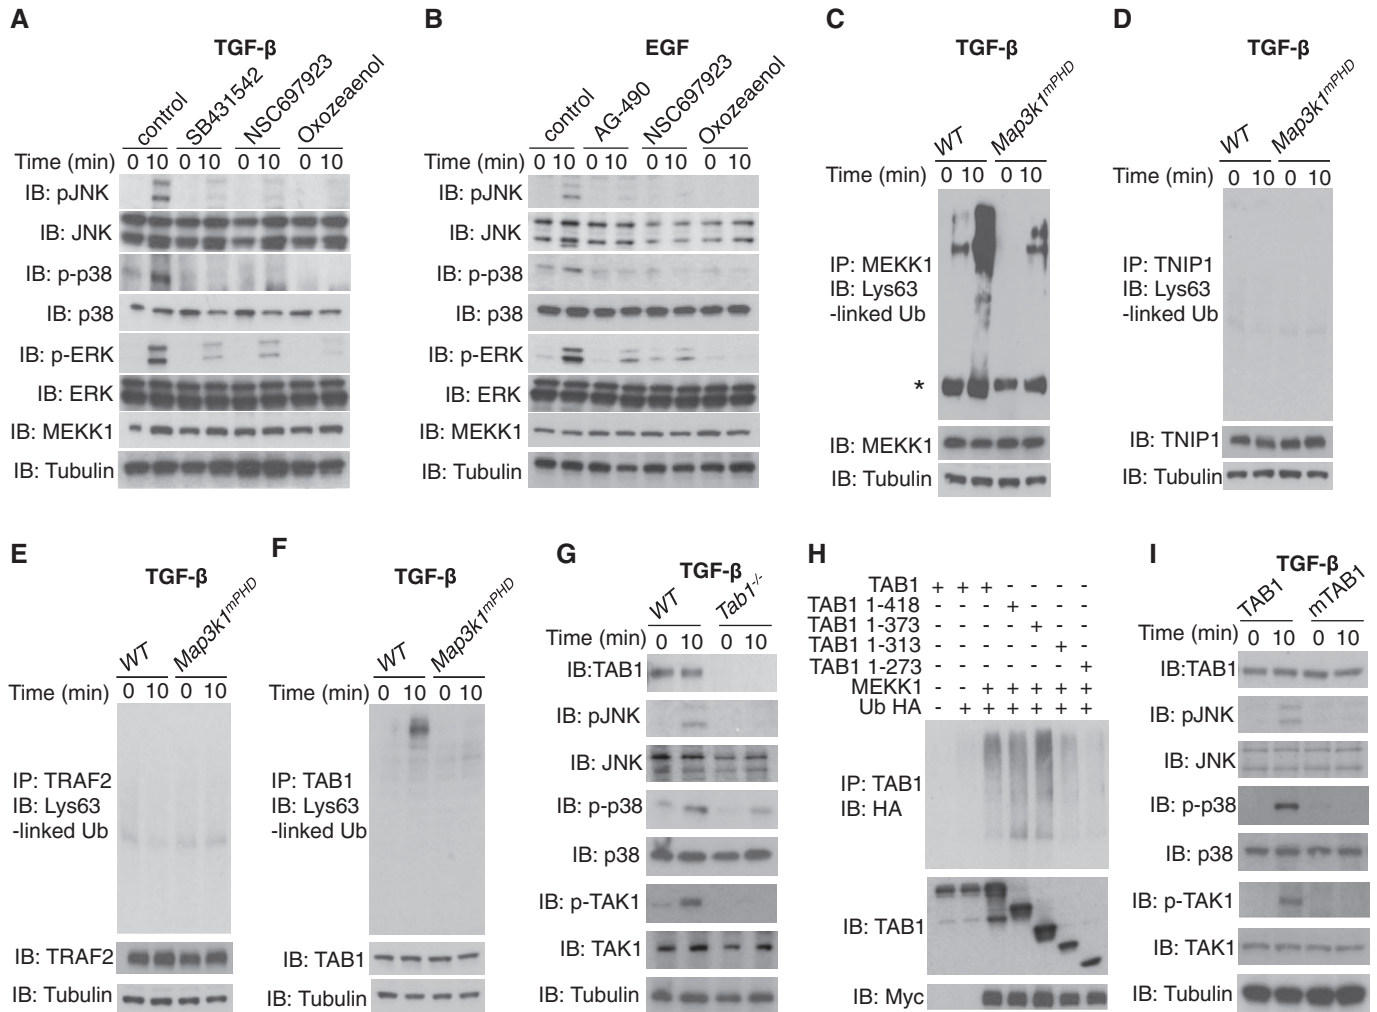 A
TGF-β
control
SB431542
NSC697923
Oxozeaenol
Time (min) 0 10 0 10 0 10 0 10
IB: pJNK
IB: JNK
IB: p-p38
IB: p38
IB: p-ERK
IB: ERK
IB: MEKK1
IB: Tubulin
B
EGF
control
AG-490
NSC697923
Oxozeaenol
Time (min) 0 10 0 10 0 10 0 10
IB: pJNK
IB: JNK
IB: p-p38
IB: p38
IB: p-ERK
IB: ERK
IB: MEKK1
IB: Tubulin
C
TGF-β
WT
Map3k1mPHD
Time (min) 0 10 0 10
IP: MEKK1
IB: Lys63
-linked Ub
*
IB: MEKK1
IB: Tubulin
D
TGF-β
WT
Map3k1mPHD
Time (min) 0 10 0 10
IP: TNIP1
IB: Lys63
-linked Ub
IB: TNIP1
IB: Tubulin
E
TGF-β
WT
Map3k1mPHD
Time (min) 0 10 0 10
IP: TRAF2
IB: Lys63
-linked Ub
IB: TRAF2
IB: Tubulin
F
TGF-β
WT
Map3k1mPHD
Time (min) 0 10 0 10
IP: TAB1
IB: Lys63
-linked Ub
IB: TAB1
IB: Tubulin
G
TGF-β
WT
Tab1-/-
Time (min) 0 10 0 10
IB:TAB1
IB: pJNK
IB: JNK
IB: p-p38
IB: p38
IB: p-TAK1
IB: TAK1
IB: Tubulin
H
TAB1 + + + - - - -
TAB1 1-418 - - - + - - -
TAB1 1-373 - - - - + - -
TAB1 1-313 - - - - - + -
TAB1 1-273 - - - - - - +
MEKK1 - - + + + + +
Ub HA - + + + + + +
IP: TAB1
IB: HA
IB: TAB1
IB: Myc
I
TGF-β
TAB1
mTAB1
Time (min) 0 10 0 10
IB:TAB1
IB: pJNK
IB: JNK
IB: p-p38
IB: p38
IB: p-TAK1
IB: TAK1
IB: Tubulin